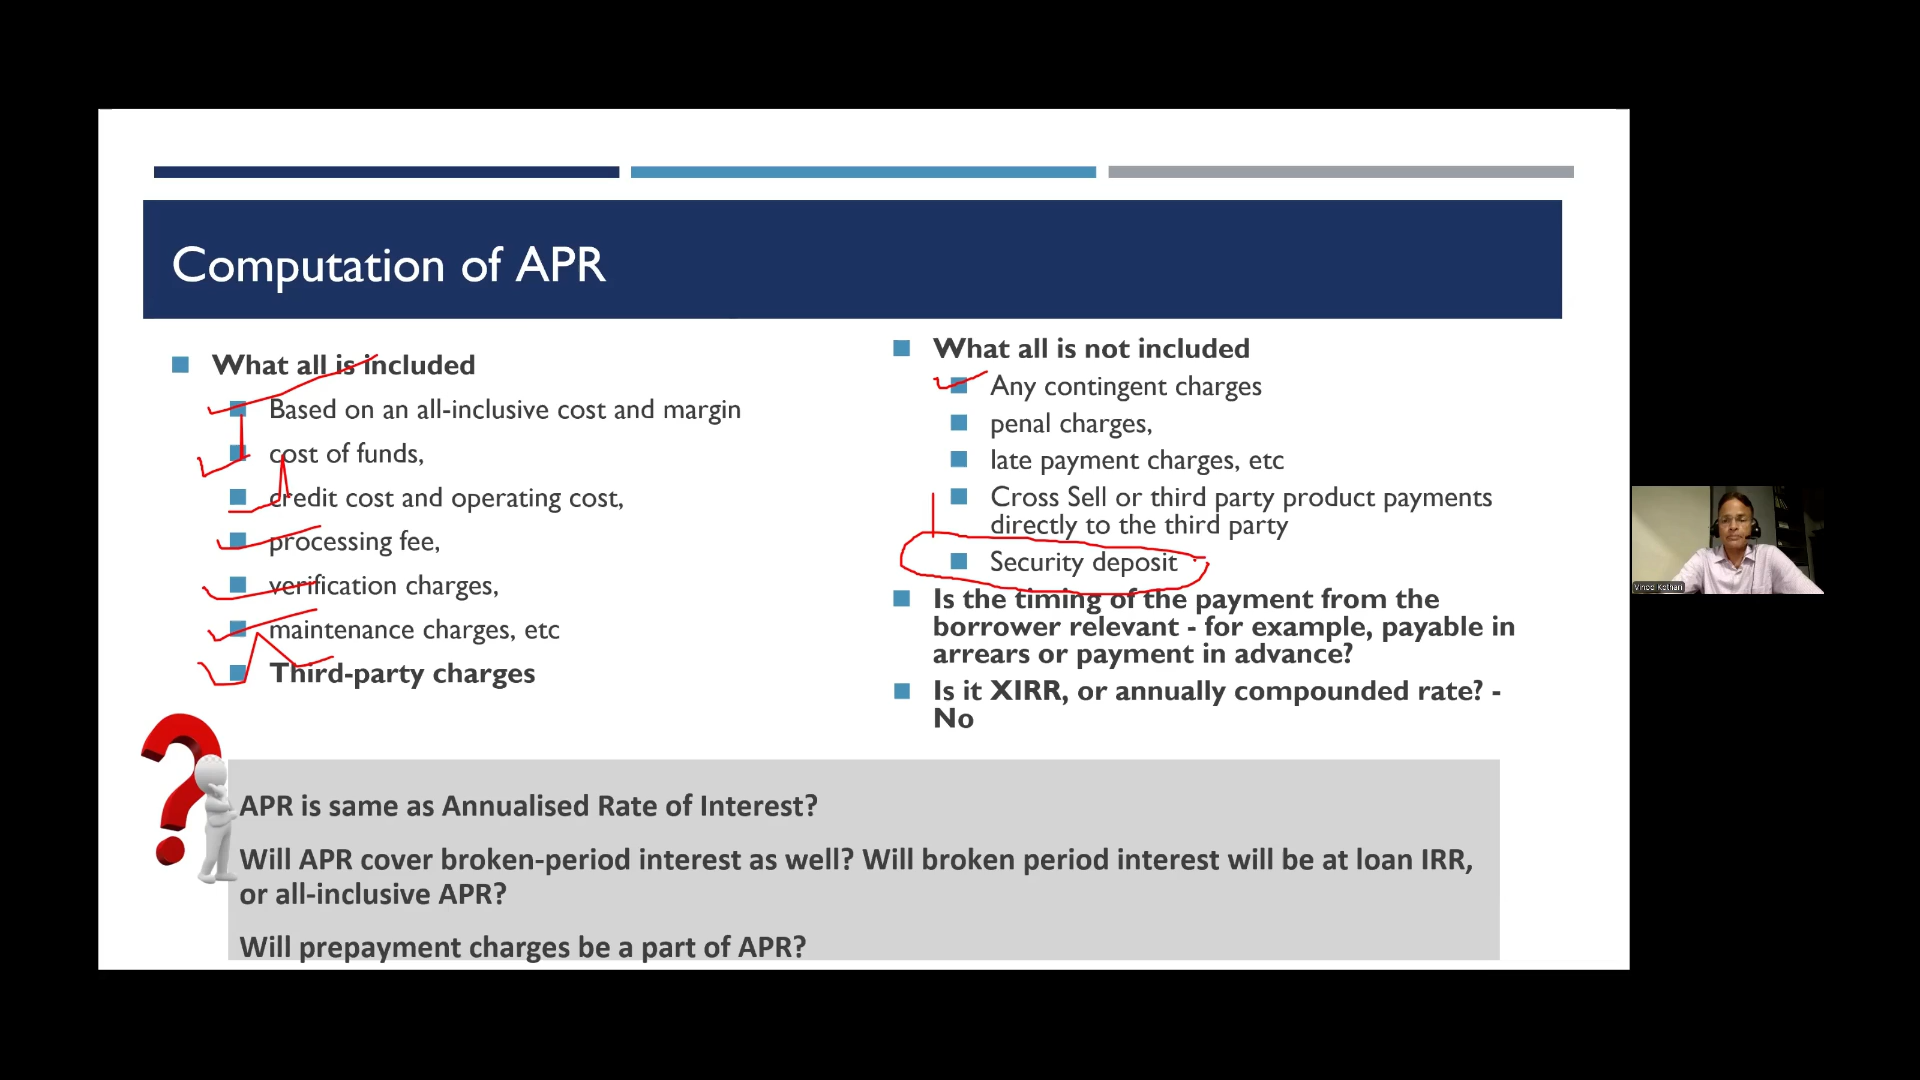 Computation of APR
What all is included
Based on an all-inclusive cost and margin
cost of funds,
credit cost and operating cost,
processing fee,
verification charges,
maintenance charges, etc
Third-party charges
What all is not included
Any contingent charges
penal charges,
late payment charges, etc
Cross Sell or third party product payments
directly to the third party
Security deposit
Is the timing of the payment from the
borrower relevant - for example, payable in
arrears or payment in advance?
Is it XIRR, or annually compounded rate? -
No
APR is same as Annualised Rate of Interest?
Will APR cover broken-period interest as well? Will broken period interest will be at loan IRR,
or all-inclusive APR?
Will prepayment charges be a part of APR?
Vinod Kothari